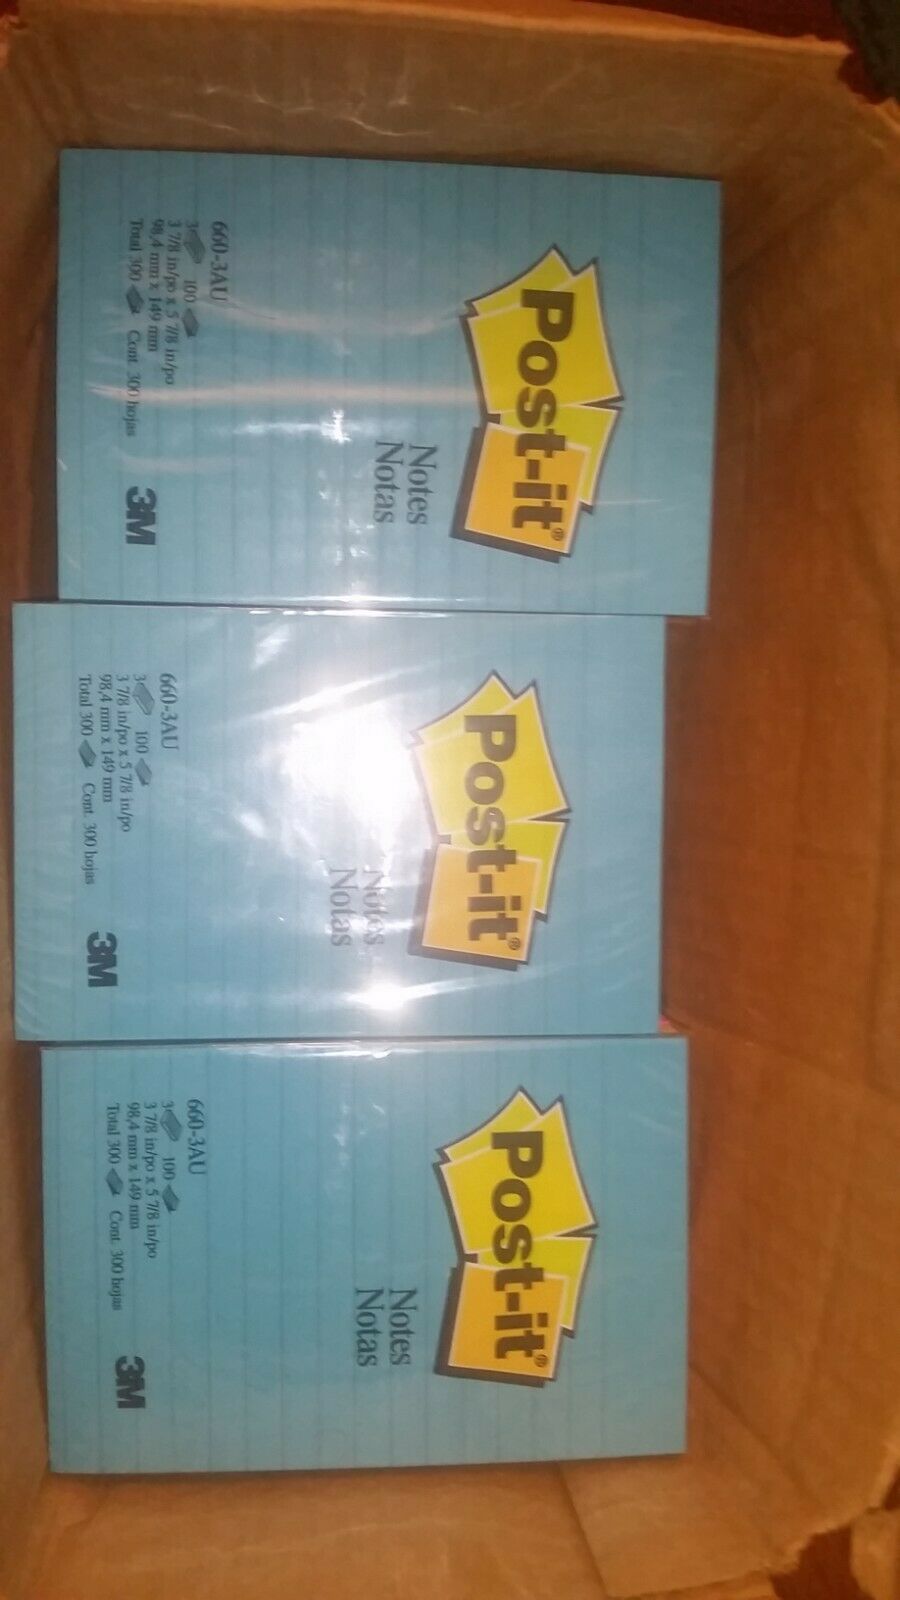 Post-it®
Notes
Notas
660-3AU
3 100
3 7/8 in/po x 5 7/8 in/po
98,4 mm x 149 mm
Total 300 Cont. 300 hojas
3M
Post-it®
Notes
Notas
660-3AU
3 100
3 7/8 in/po x 5 7/8 in/po
98,4 mm x 149 mm
Total 300 Cont. 300 hojas
3M
Post-it®
Notes
Notas
660-3AU
3 100
3 7/8 in/po x 5 7/8 in/po
98,4 mm x 149 mm
Total 300 Cont. 300 hojas
3M